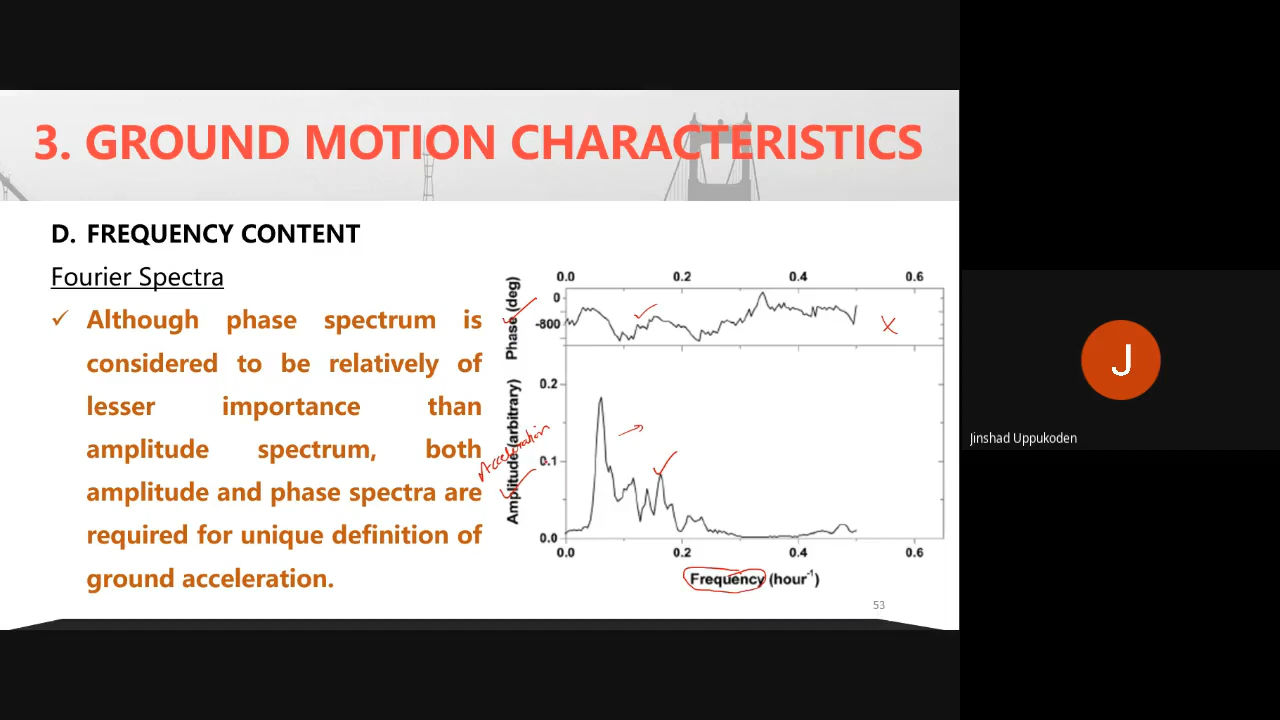 3. GROUND MOTION CHARACTERISTICS
D. FREQUENCY CONTENT
Fourier Spectra
✓ Although phase spectrum is
considered to be relatively of
lesser importance than
amplitude spectrum, both
amplitude and phase spectra are
required for unique definition of
ground acceleration.
0.0 0.2 0.4 0.6
Phase (deg)
0
-800
Amplitude (arbitrary)
Acceleration
0.2
0.1
0.0
0.0 0.2 0.4 0.6
Frequency (hour⁻¹)
53
J
Jinshad Uppukoden